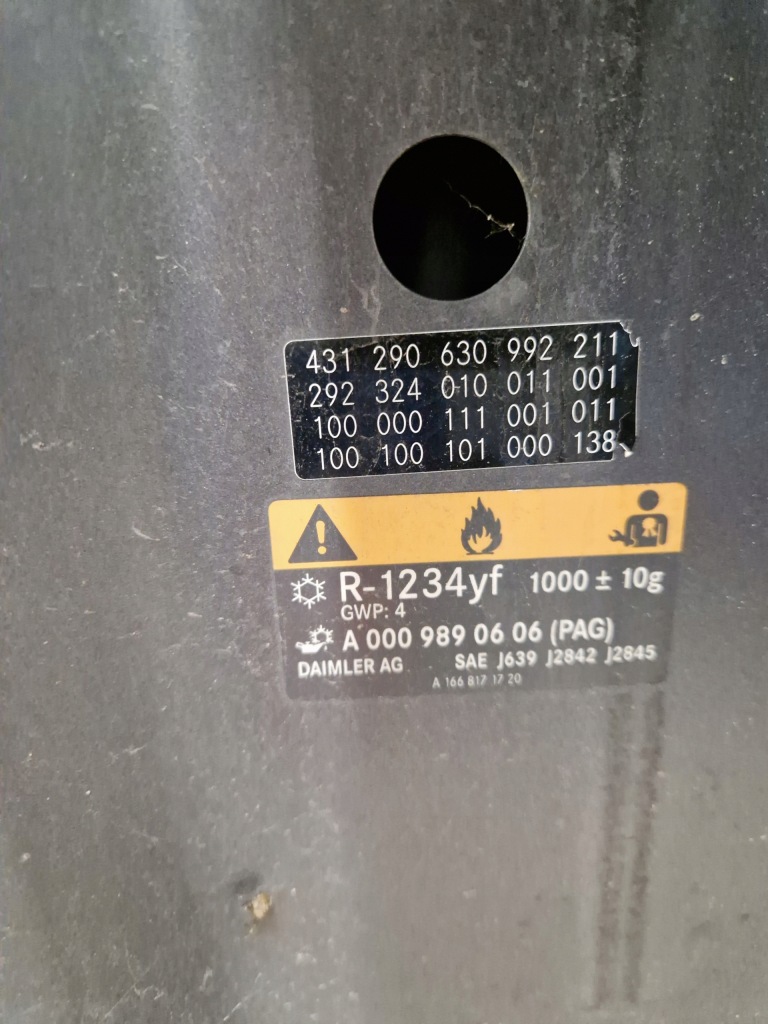 431 290 630 992 211
292 324 010 011 001
100 000 111 001 011
100 100 101 000 138
R-1234yf 1000 ± 10g
GWP: 4
A 000 989 06 06 (PAG)
DAIMLER AG SAE J639 J2842 J2845
A 166 817 17 20